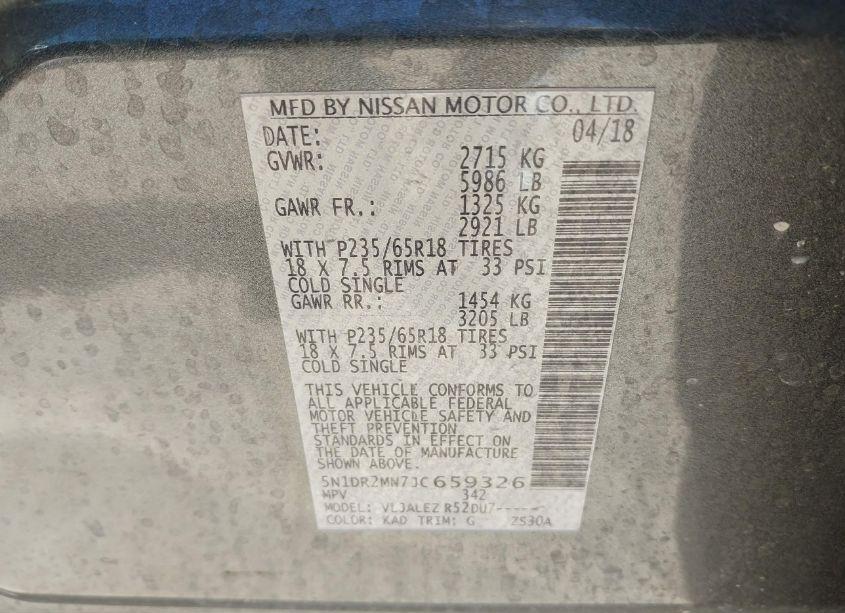 MFD BY NISSAN MOTOR CO., LTD.
DATE: 04/18
GVWR: 2715 KG
5986 LB
GAWR FR.: 1325 KG
2921 LB
WITH P235/65R18 TIRES
18 X 7.5 RIMS AT 33 PSI
COLD SINGLE
GAWR RR.: 1454 KG
3205 LB
WITH P235/65R18 TIRES
18 X 7.5 RIMS AT 33 PSI
COLD SINGLE
THIS VEHICLE CONFORMS TO
ALL APPLICABLE FEDERAL
MOTOR VEHICLE SAFETY AND
THEFT PREVENTION
STANDARDS IN EFFECT ON
THE DATE OF MANUFACTURE
SHOWN ABOVE.
5N1DR2MN7JC659326
MPV 342
MODEL: VLJALEZ R52DU7-----
COLOR: KAD TRIM: G ZS30A